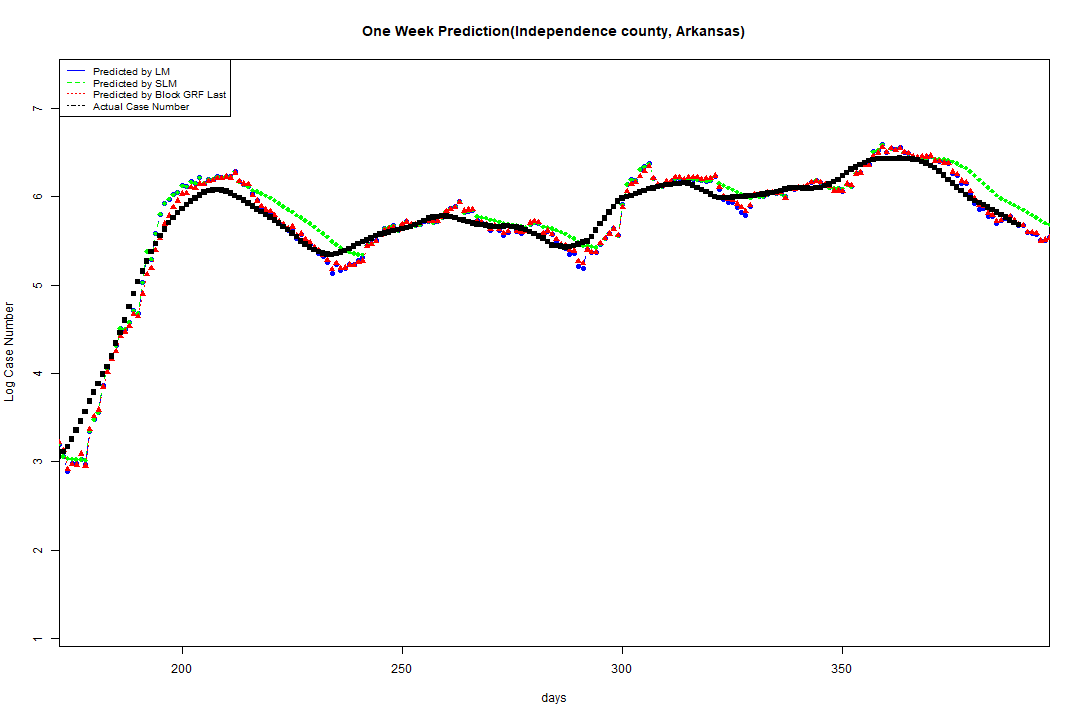 One Week Prediction(Independence county, Arkansas)
Predicted by LM
Predicted by SLM
Predicted by Block GRF Last
Actual Case Number
7
6
5
4
3
2
1
Log Case Number
200 250 300 350
days